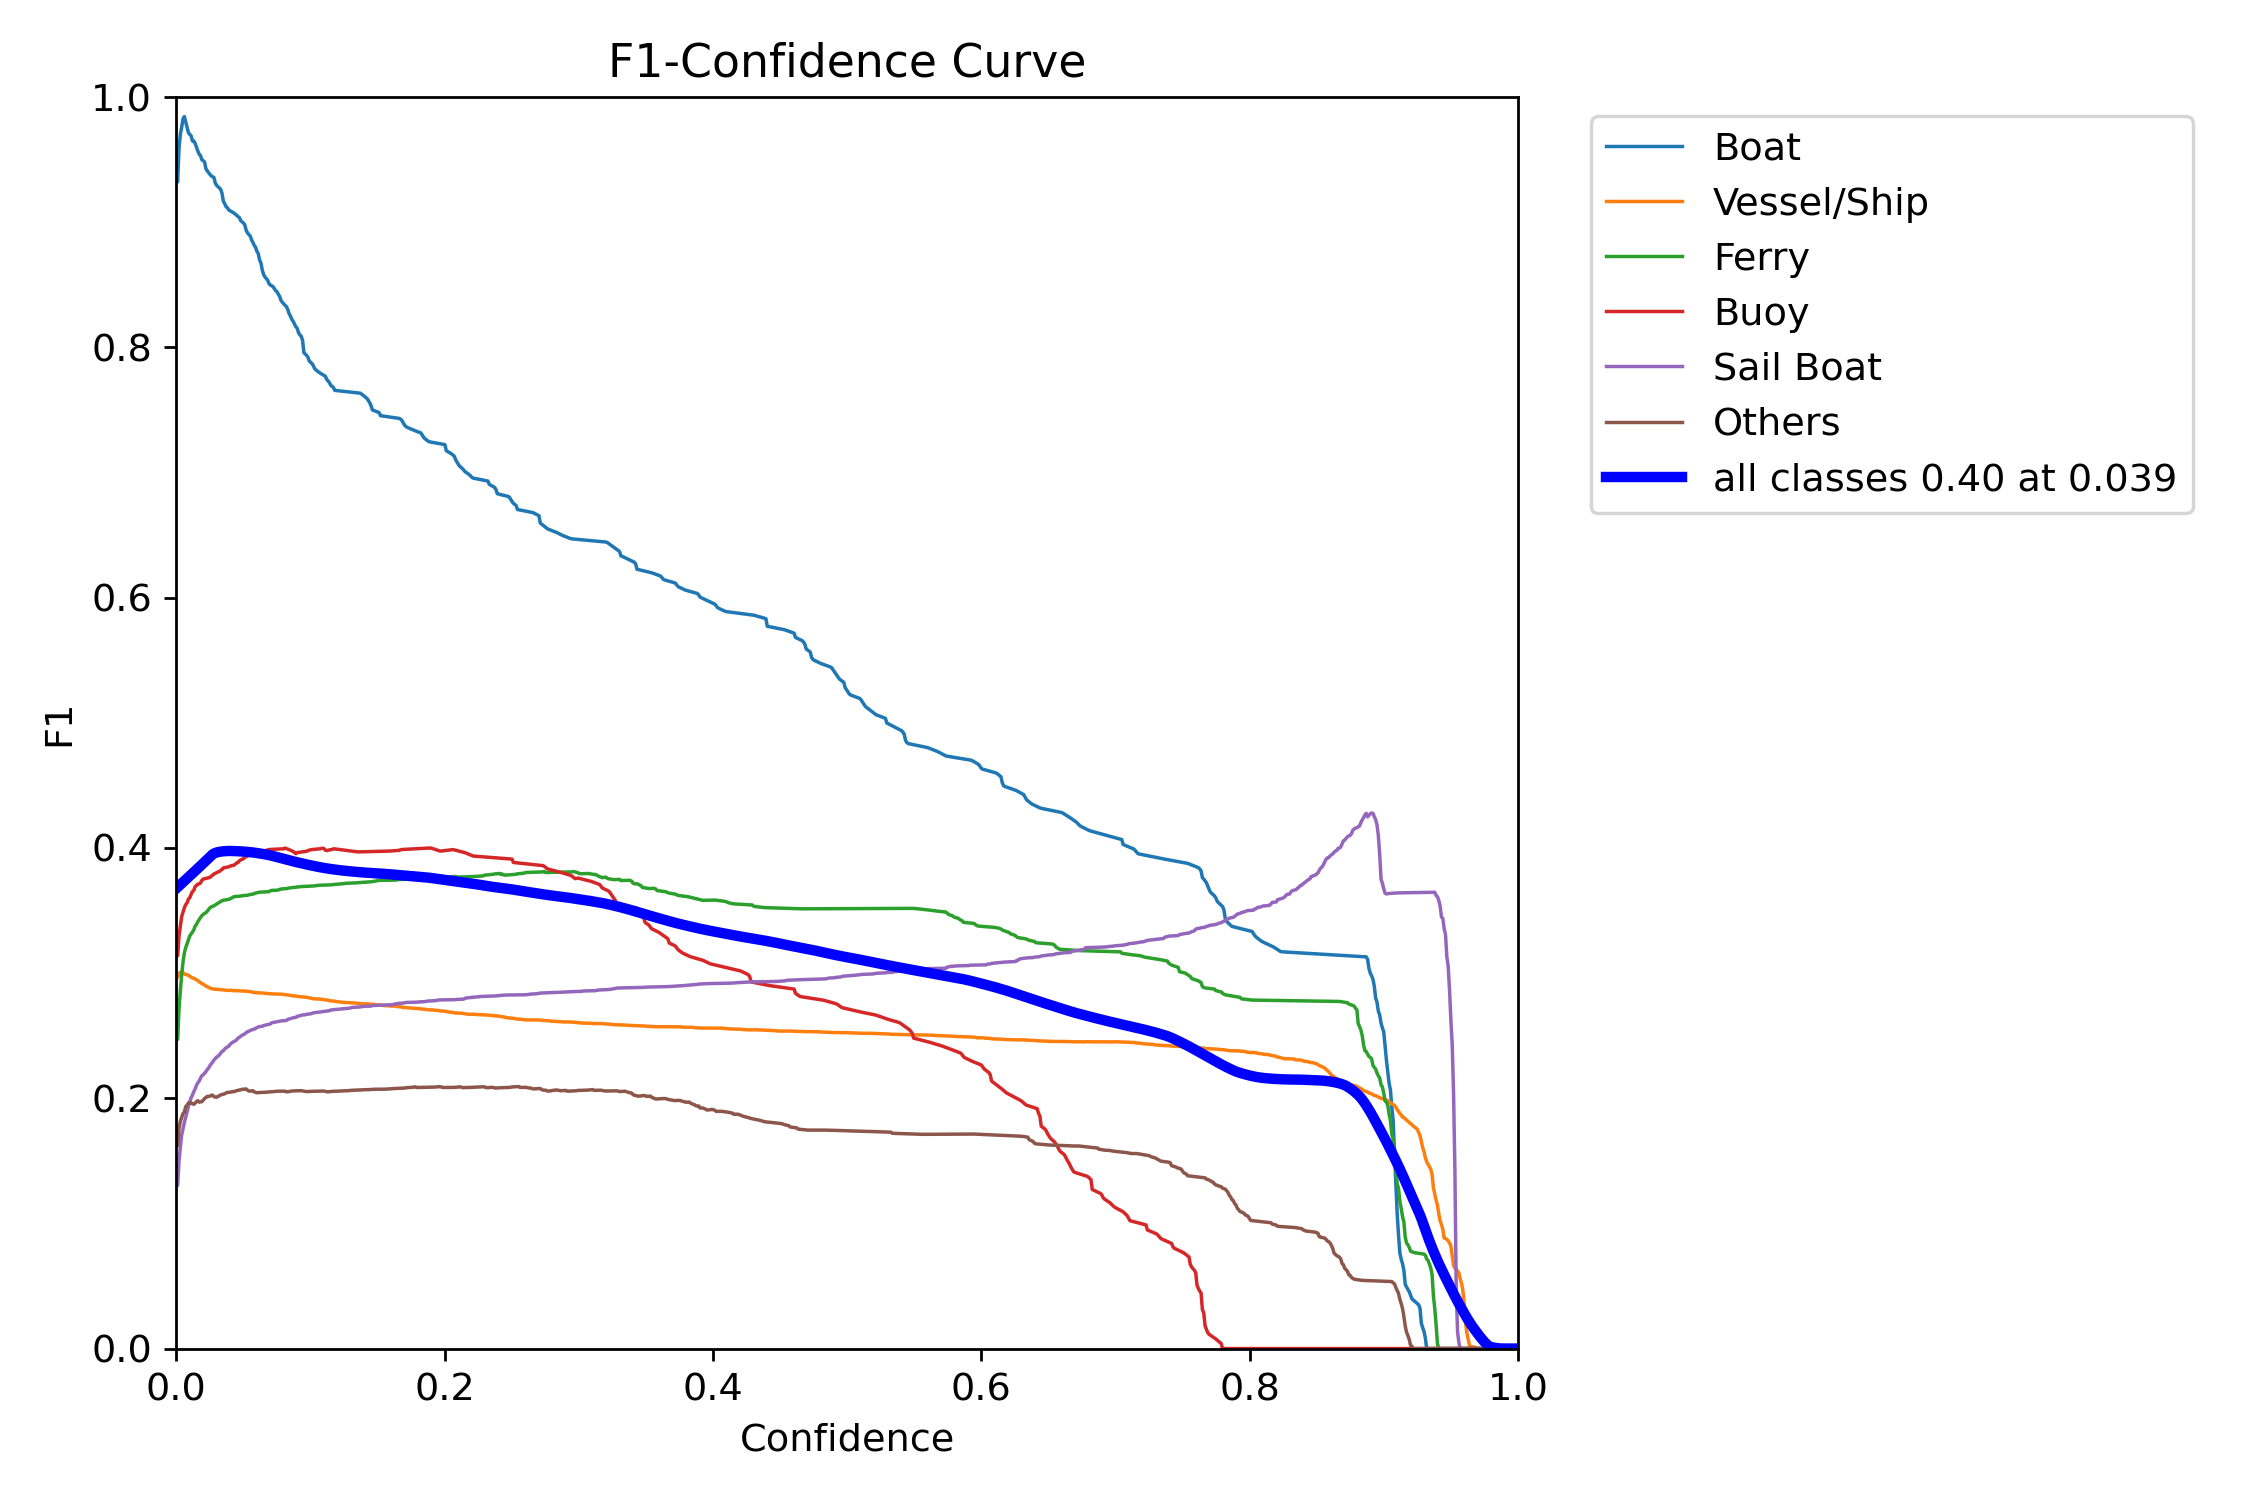 F1-Confidence Curve
1.0
0.8
0.6
0.4
0.2
0.0
F1
0.0 0.2 0.4 0.6 0.8 1.0
Confidence
Boat
Vessel/Ship
Ferry
Buoy
Sail Boat
Others
all classes 0.40 at 0.039